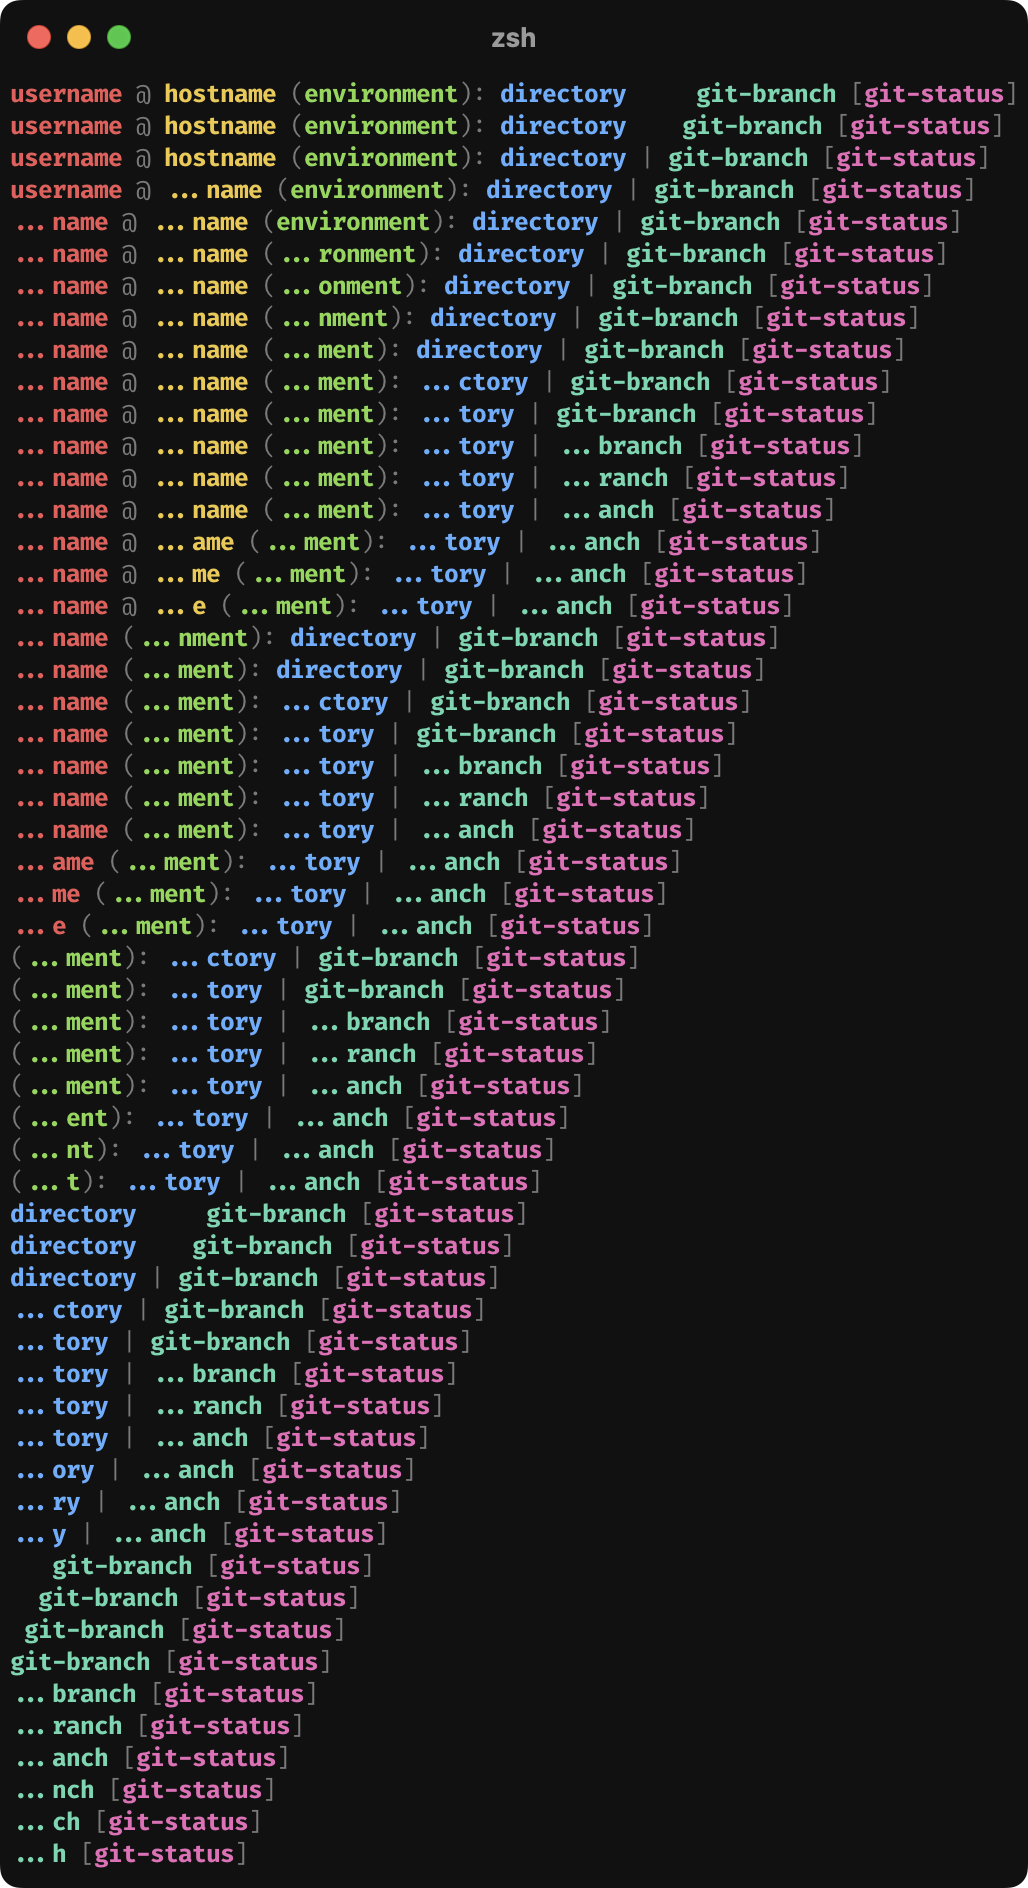 zsh
username @ hostname (environment): directory     git-branch [git-status]
username @ hostname (environment): directory    git-branch [git-status]
username @ hostname (environment): directory | git-branch [git-status]
username @ ...name (environment): directory | git-branch [git-status]
...name @ ...name (environment): directory | git-branch [git-status]
...name @ ...name (...ronment): directory | git-branch [git-status]
...name @ ...name (...onment): directory | git-branch [git-status]
...name @ ...name (...nment): directory | git-branch [git-status]
...name @ ...name (...ment): directory | git-branch [git-status]
...name @ ...name (...ment): ...ctory | git-branch [git-status]
...name @ ...name (...ment): ...tory | git-branch [git-status]
...name @ ...name (...ment): ...tory | ...branch [git-status]
...name @ ...name (...ment): ...tory | ...ranch [git-status]
...name @ ...name (...ment): ...tory | ...anch [git-status]
...name @ ...ame (...ment): ...tory | ...anch [git-status]
...name @ ...me (...ment): ...tory | ...anch [git-status]
...name @ ...e (...ment): ...tory | ...anch [git-status]
...name (...nment): directory | git-branch [git-status]
...name (...ment): directory | git-branch [git-status]
...name (...ment): ...ctory | git-branch [git-status]
...name (...ment): ...tory | git-branch [git-status]
...name (...ment): ...tory | ...branch [git-status]
...name (...ment): ...tory | ...ranch [git-status]
...name (...ment): ...tory | ...anch [git-status]
...ame (...ment): ...tory | ...anch [git-status]
...me (...ment): ...tory | ...anch [git-status]
...e (...ment): ...tory | ...anch [git-status]
(...ment): ...ctory | git-branch [git-status]
(...ment): ...tory | git-branch [git-status]
(...ment): ...tory | ...branch [git-status]
(...ment): ...tory | ...ranch [git-status]
(...ment): ...tory | ...anch [git-status]
(...ent): ...tory | ...anch [git-status]
(...nt): ...tory | ...anch [git-status]
(...t): ...tory | ...anch [git-status]
directory     git-branch [git-status]
directory    git-branch [git-status]
directory | git-branch [git-status]
...ctory | git-branch [git-status]
...tory | git-branch [git-status]
...tory | ...branch [git-status]
...tory | ...ranch [git-status]
...tory | ...anch [git-status]
...ory | ...anch [git-status]
...ry | ...anch [git-status]
...y | ...anch [git-status]
   git-branch [git-status]
  git-branch [git-status]
 git-branch [git-status]
git-branch [git-status]
...branch [git-status]
...ranch [git-status]
...anch [git-status]
...nch [git-status]
...ch [git-status]
...h [git-status]